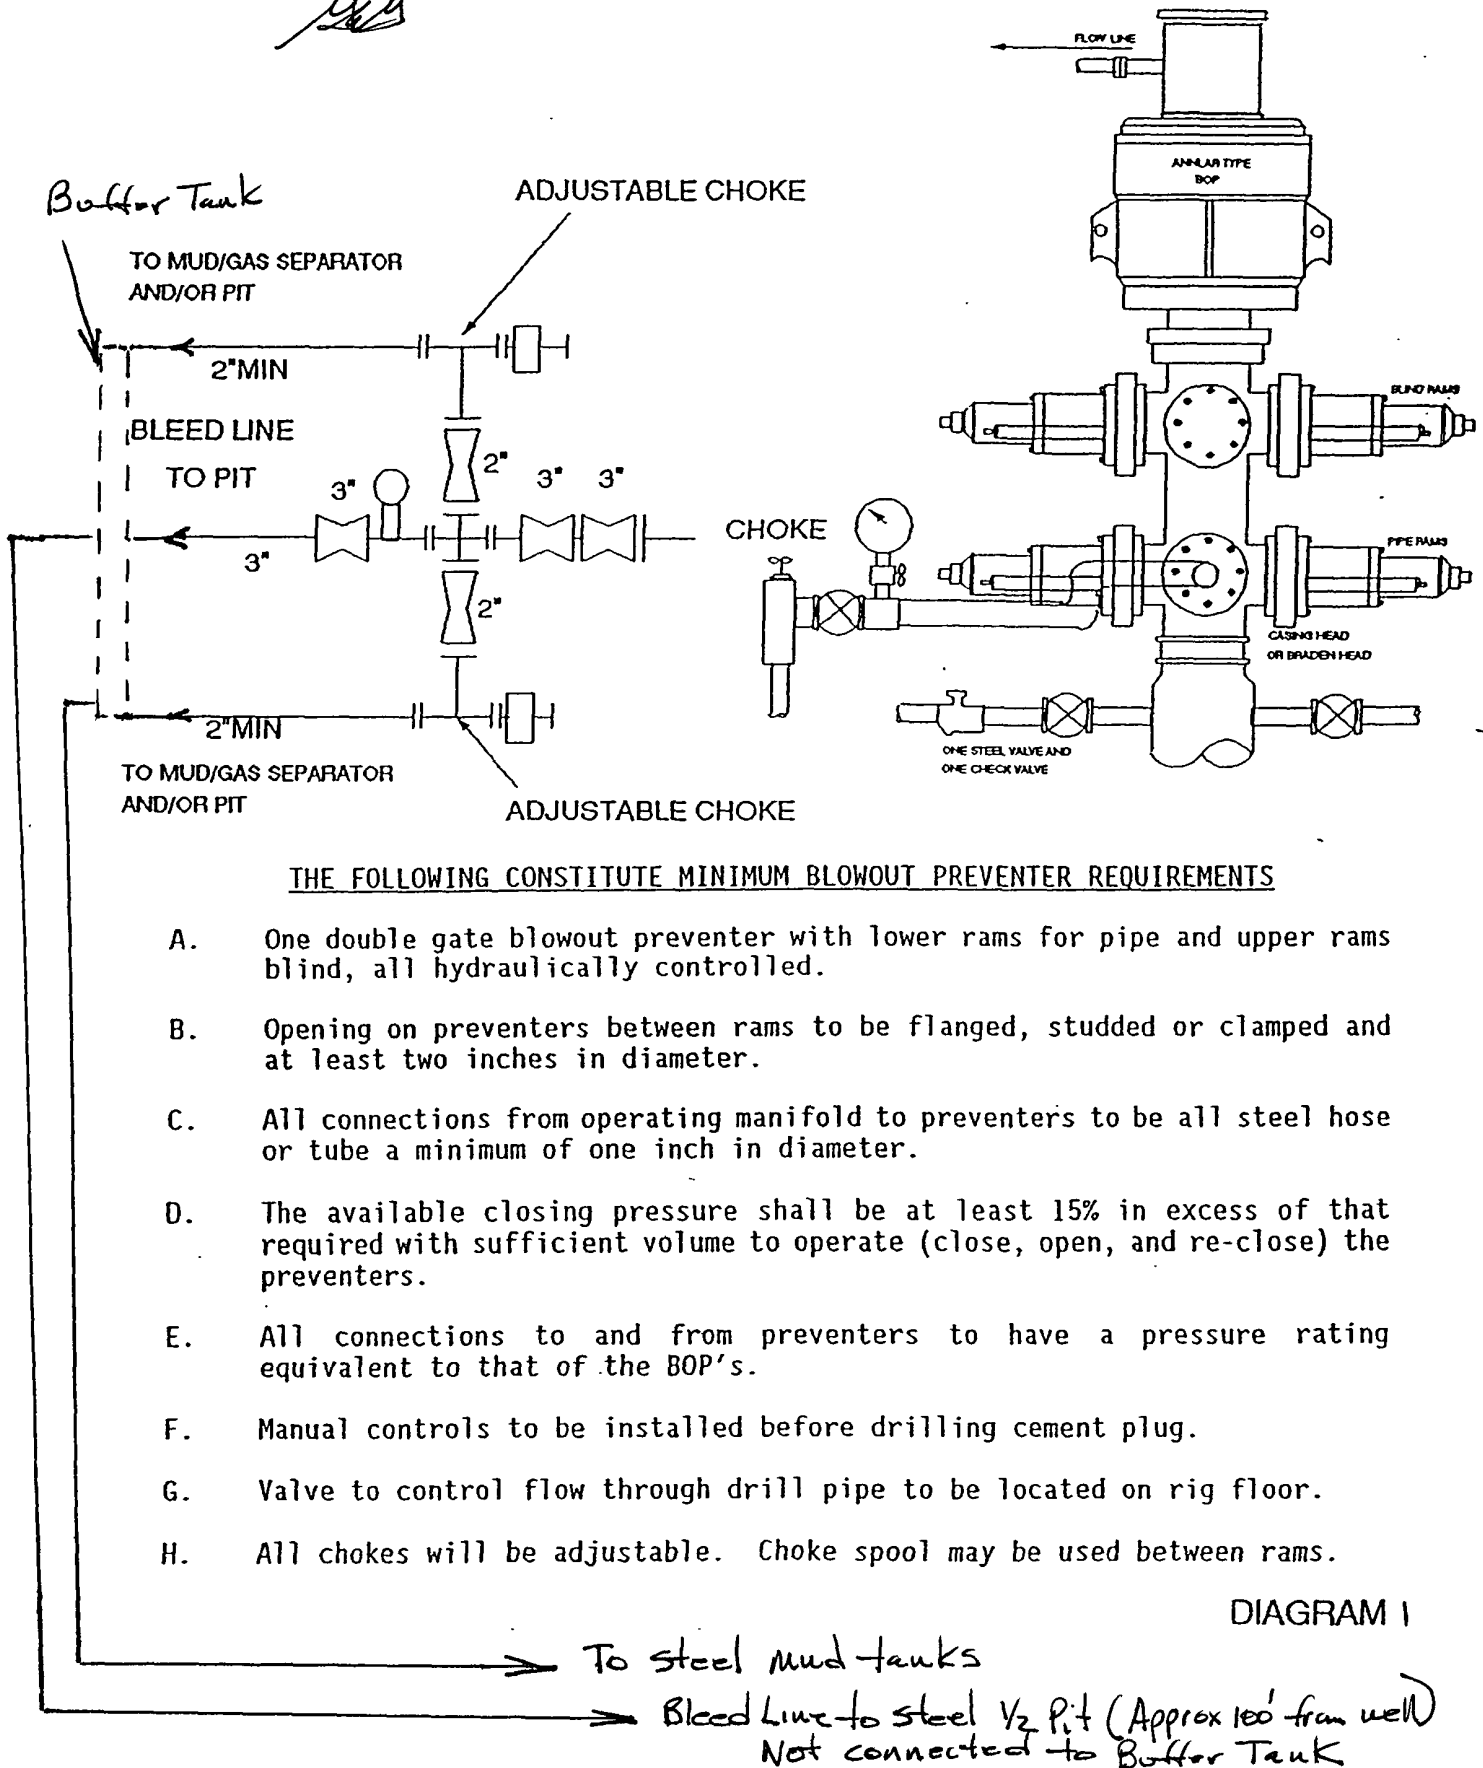 FLOW LINE
ANNLAR TYPE
BOP
Buffer Tank
ADJUSTABLE CHOKE
TO MUD/GAS SEPARATOR
AND/OR PIT
2"MIN
BLIND RAMS
BLEED LINE
TO PIT
2"
3"
3"
3"
3"
CHOKE
PIPE RAMS
2"
CASING HEAD
OR BRADEN HEAD
2"MIN
ONE STEEL VALVE AND
ONE CHECK VALVE
TO MUD/GAS SEPARATOR
AND/OR PIT
ADJUSTABLE CHOKE
THE FOLLOWING CONSTITUTE MINIMUM BLOWOUT PREVENTER REQUIREMENTS
A. One double gate blowout preventer with lower rams for pipe and upper rams
blind, all hydraulically controlled.
B. Opening on preventers between rams to be flanged, studded or clamped and
at least two inches in diameter.
C. All connections from operating manifold to preventers to be all steel hose
or tube a minimum of one inch in diameter.
D. The available closing pressure shall be at least 15% in excess of that
required with sufficient volume to operate (close, open, and re-close) the
preventers.
E. All connections to and from preventers to have a pressure rating
equivalent to that of the BOP's.
F. Manual controls to be installed before drilling cement plug.
G. Valve to control flow through drill pipe to be located on rig floor.
H. All chokes will be adjustable. Choke spool may be used between rams.
DIAGRAM 1
To steel mud tanks
Bleed Line to steel 1/2 Pit (Approx 100' from well)
Not connected to Buffer Tank